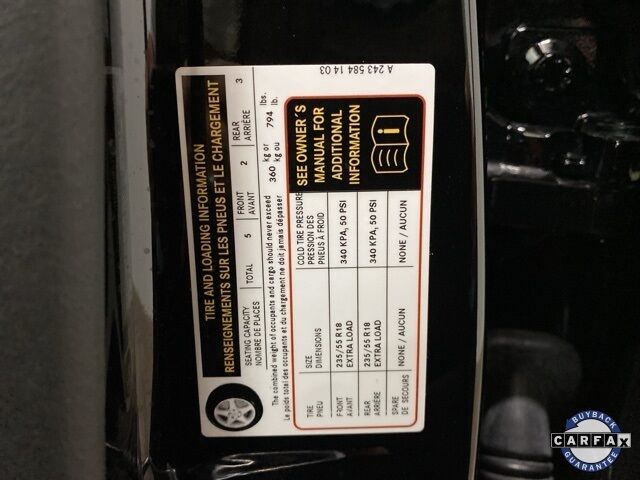 TIRE AND LOADING INFORMATION
RENSEIGNEMENTS SUR LES PNEUS ET LE CHARGEMENT
SEATING CAPACITY TOTAL 5 FRONT 2 REAR 3
NOMBRE DE PLACES AVANT ARRIÈRE
The combined weight of occupants and cargo should never exceed 360 kg or 794 lbs.
Le poids total des occupants et du chargement ne doit jamais dépasser kg ou lb.
TIRE SIZE COLD TIRE PRESSURE
PNEU DIMENSIONS PRESSION DES
PNEUS À FROID
FRONT 235/55 R18 340 KPA, 50 PSI
AVANT EXTRA LOAD
REAR 235/55 R18 340 KPA, 50 PSI
ARRIÈRE EXTRA LOAD
SPARE NONE / AUCUN NONE / AUCUN
DE SECOURS
SEE OWNER´S
MANUAL FOR
ADDITIONAL
INFORMATION
A 243 584 14 03
BUYBACK
CARFAX
GUARANTEE